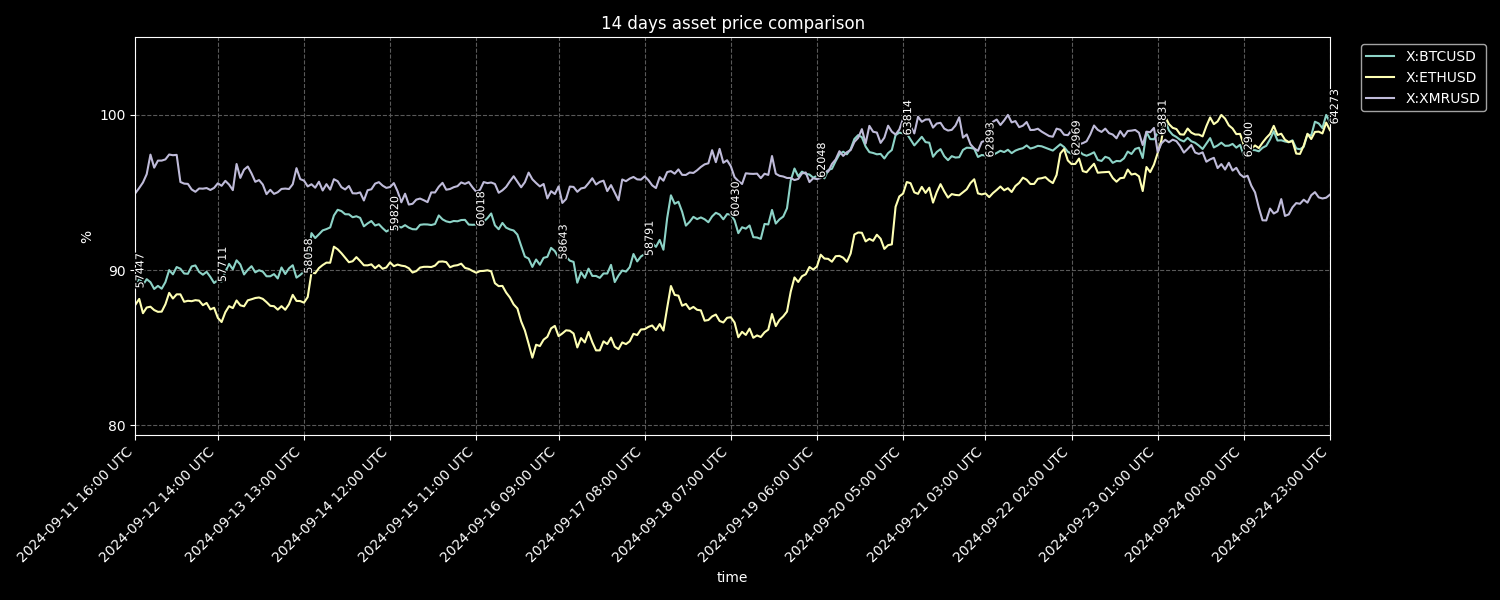 14 days asset price comparison
X:BTCUSD
X:ETHUSD
X:XMRUSD
%
100
90
80
57447
57711
58058
59820
60018
58643
58791
60430
62048
63814
62893
62969
63831
62900
64273
2024-09-11 16:00 UTC
2024-09-12 14:00 UTC
2024-09-13 13:00 UTC
2024-09-14 12:00 UTC
2024-09-15 11:00 UTC
2024-09-16 09:00 UTC
2024-09-17 08:00 UTC
2024-09-18 07:00 UTC
2024-09-19 06:00 UTC
2024-09-20 05:00 UTC
2024-09-21 03:00 UTC
2024-09-22 02:00 UTC
2024-09-23 01:00 UTC
2024-09-24 00:00 UTC
2024-09-24 23:00 UTC
time